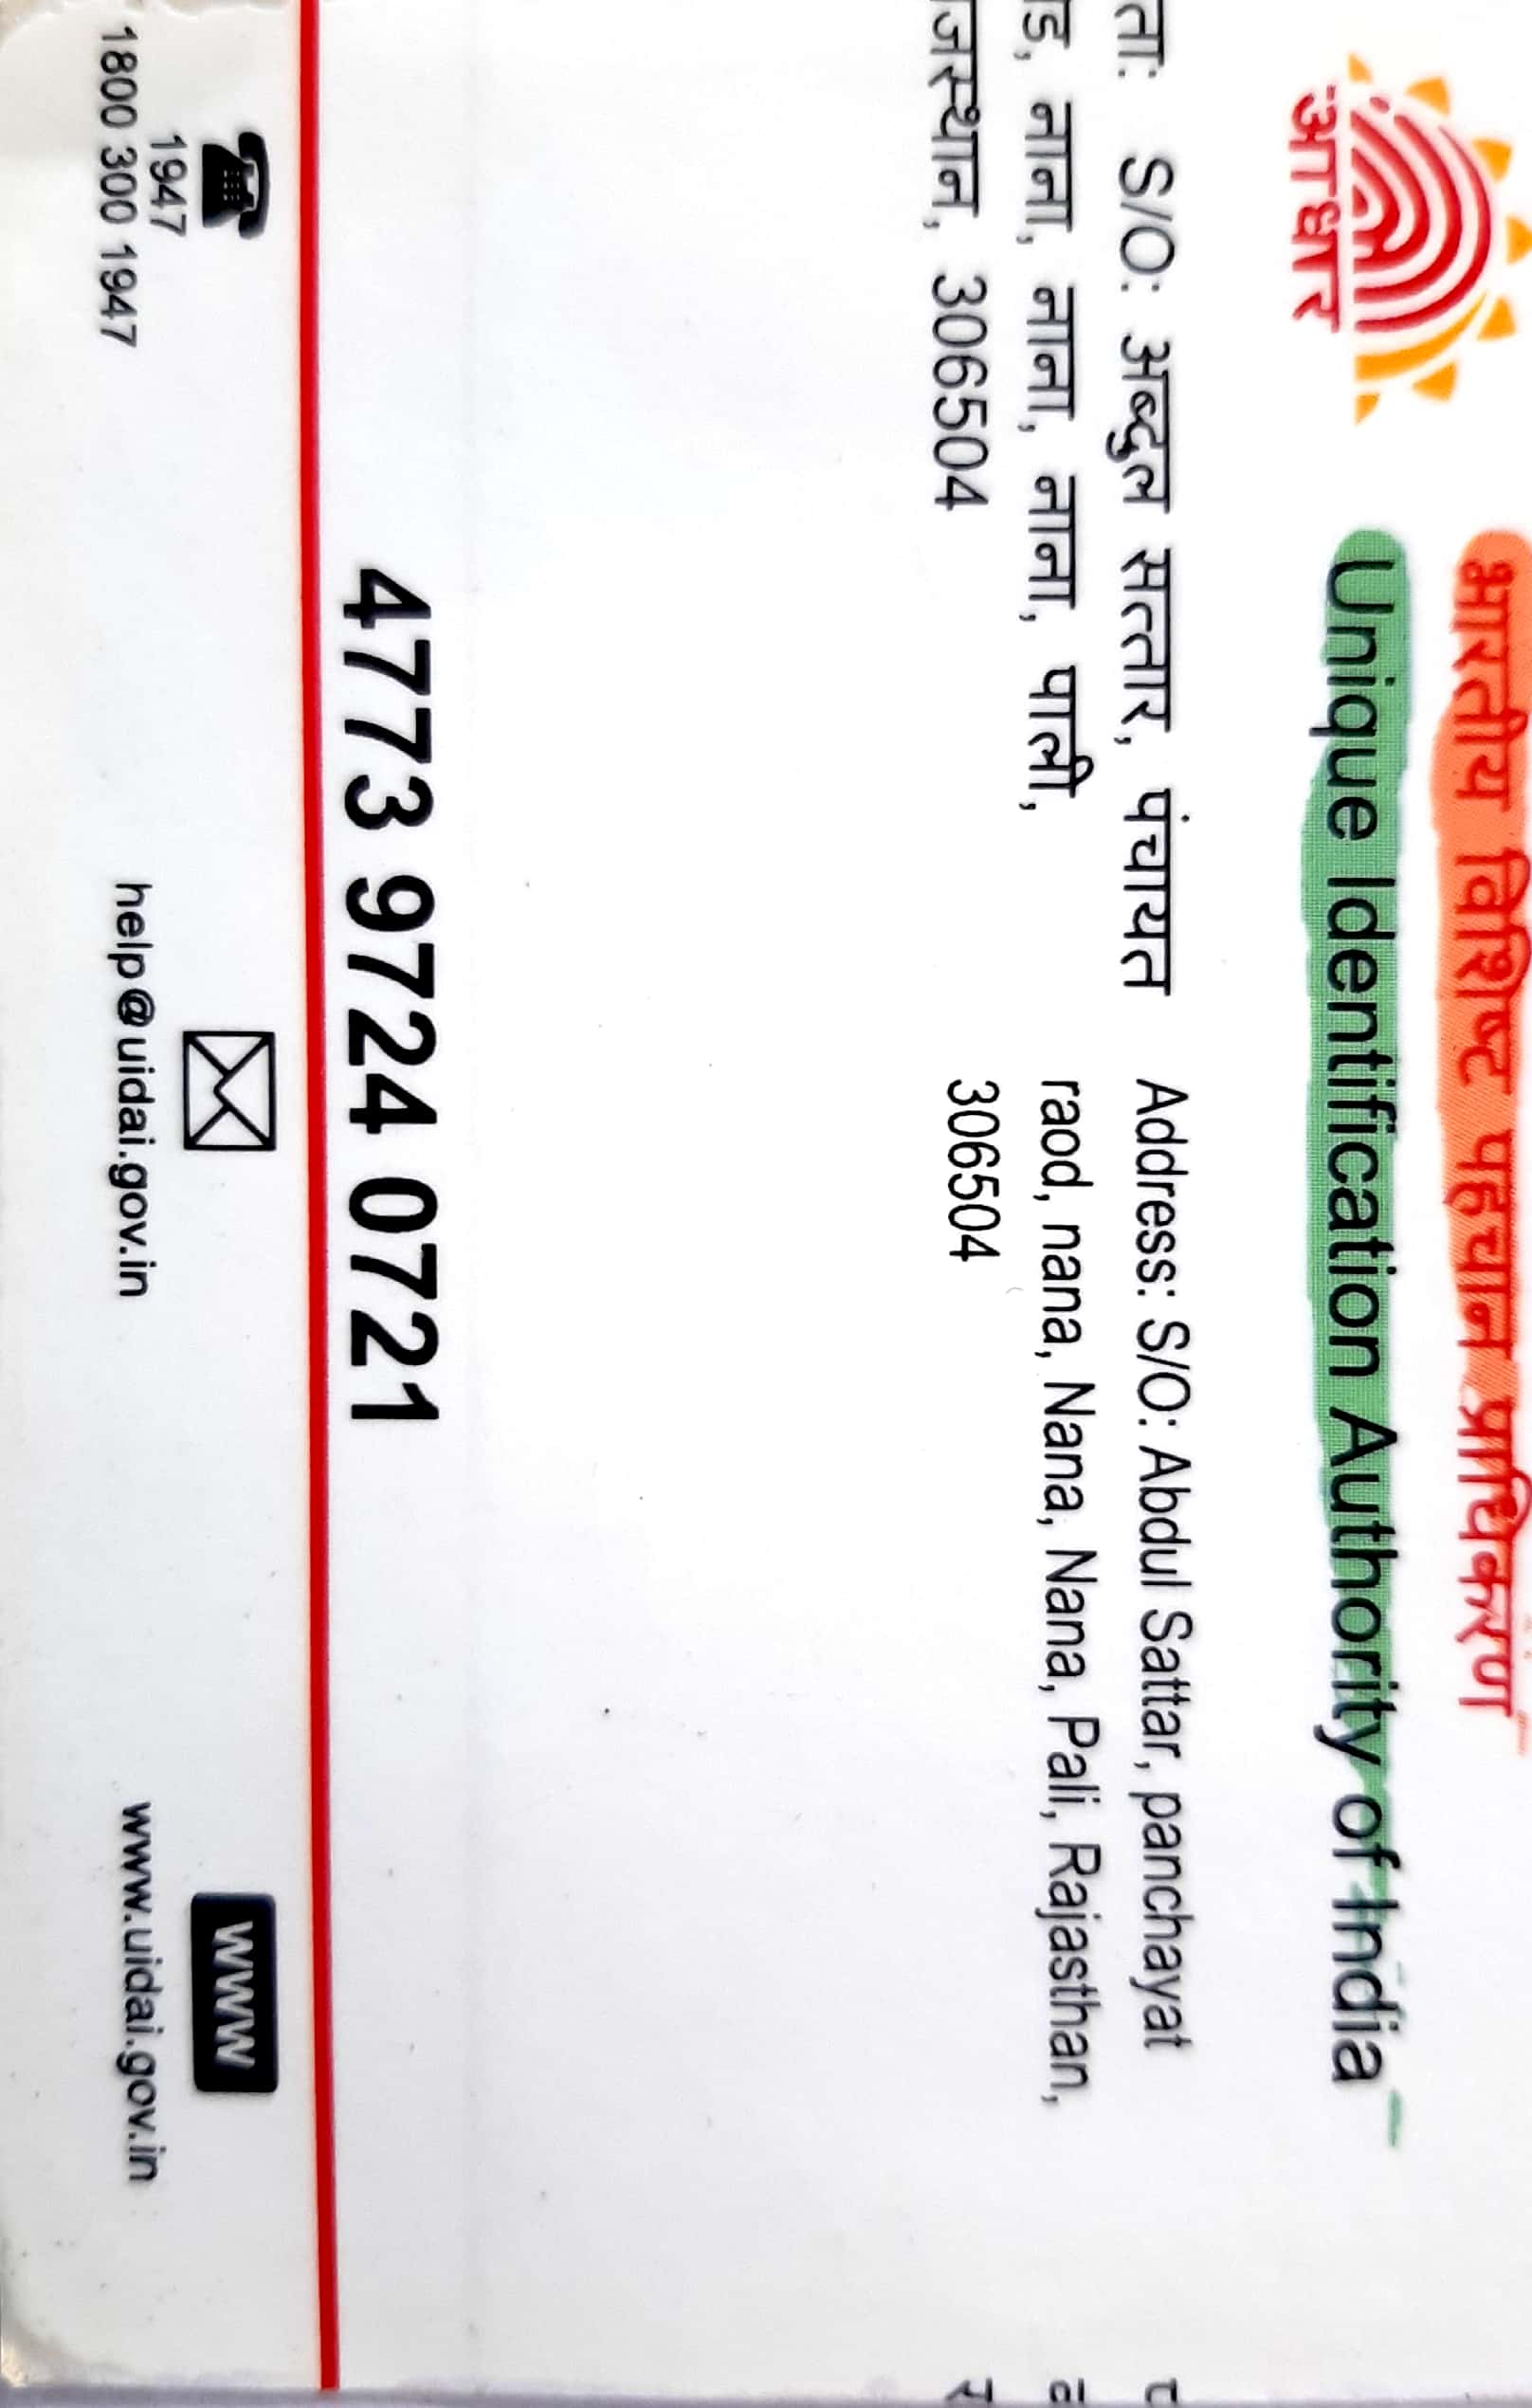 भारतीय विशिष्ट पहचान प्राधिकरण
Unique Identification Authority of India
आधार
S/O: अब्दुल सत्तार, पंचायत
नाना, नाना, नाना, पाली,
306504
Address: S/O: Abdul Sattar, panchayat
raod, nana, Nana, Nana, Pali, Rajasthan,
306504
4773 9724 0721
1947
1800 300 1947
help@uidai.gov.in
WWW
www.uidai.gov.in